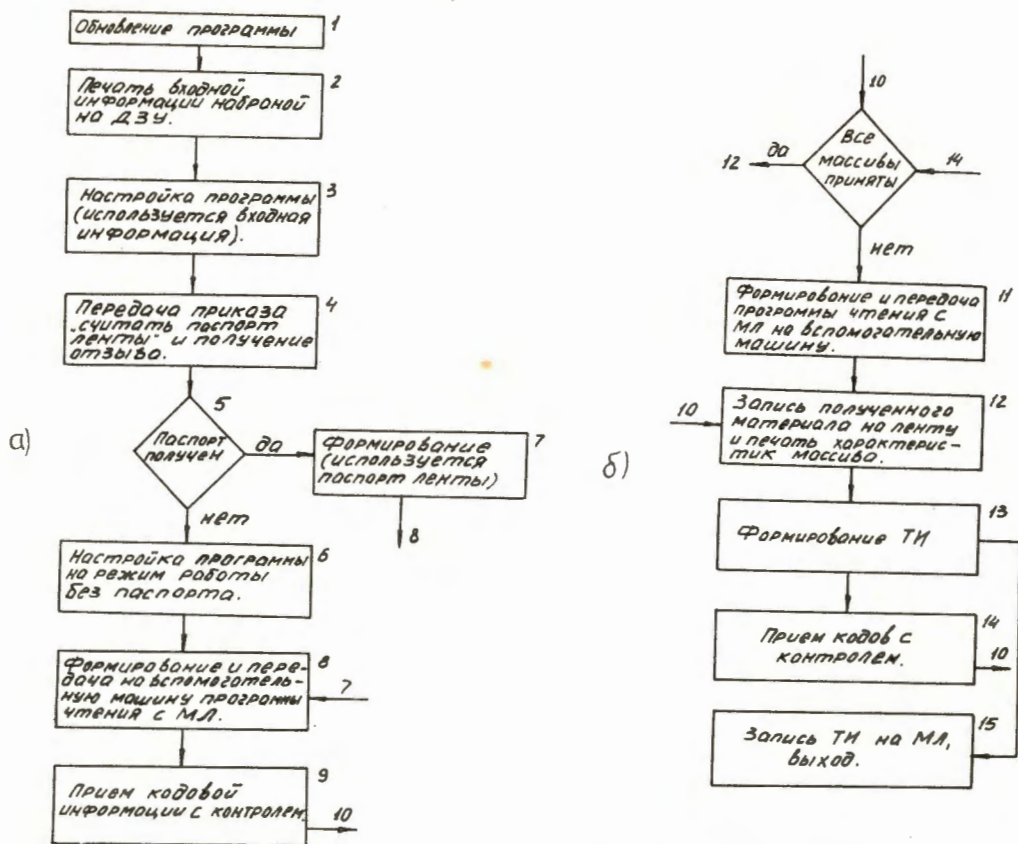 Обновление программы
1
Печать входной
информации наброной
на ДЗУ.
2
Настройка программы
(используется входная
информация).
3
Передача приказа
„считать паспорт
ленты" и получение
отзыва.
4
5
Паспорт
получен
да
нет
а)
Формирование
(используется
паспорт ленты)
7
8
Настройка программы
на режим работы
без паспорта.
6
Формирование и пере-
дача на вспомогатель-
ную машину программы
чтения с МЛ.
8
7
Прием кодовой
информации с контролем.
9
10
10
Все
массивы
приняты
да
12
14
нет
б)
Формирование и передача
программы чтения с
МЛ на вспомогательную
машину.
11
10
Запись полученного
материала на ленту
и печать характерис-
тик массива.
12
Формирование ТИ
13
Прием кодов с
контролем.
14
10
Запись ТИ на МЛ,
выход.
15